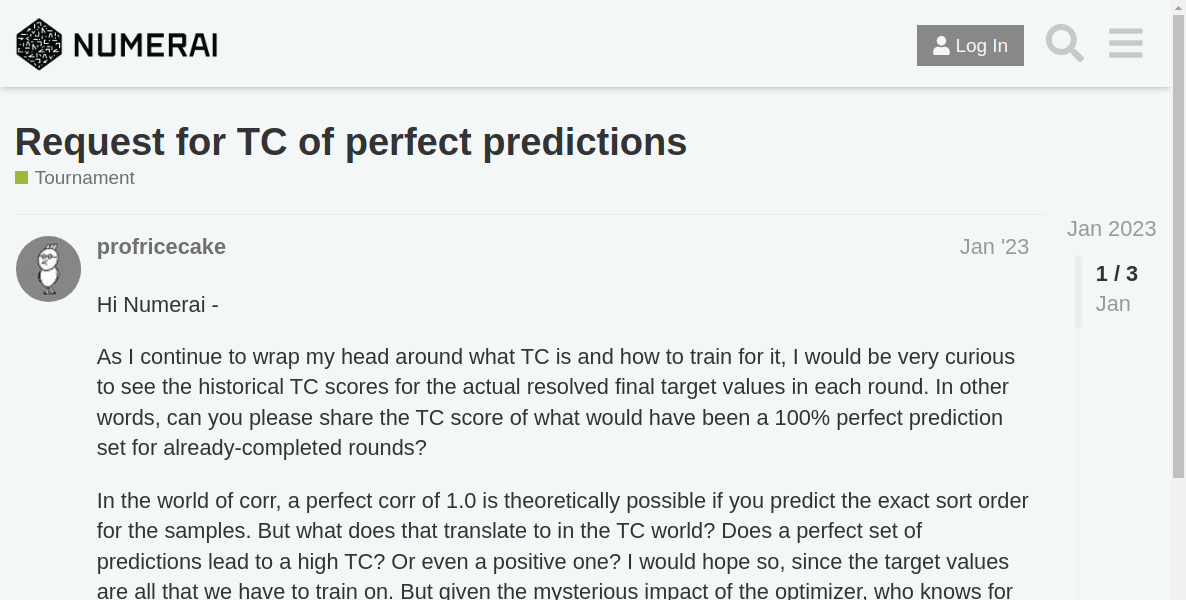 NUMERAI
Log In
Request for TC of perfect predictions
Tournament
profricecake
Jan '23
Hi Numerai -
As I continue to wrap my head around what TC is and how to train for it, I would be very curious
to see the historical TC scores for the actual resolved final target values in each round. In other
words, can you please share the TC score of what would have been a 100% perfect prediction
set for already-completed rounds?
In the world of corr, a perfect corr of 1.0 is theoretically possible if you predict the exact sort order
for the samples. But what does that translate to in the TC world? Does a perfect set of
predictions lead to a high TC? Or even a positive one? I would hope so, since the target values
are all that we have to train on. But given the mysterious impact of the optimizer, who knows for
Jan 2023
1 / 3
Jan